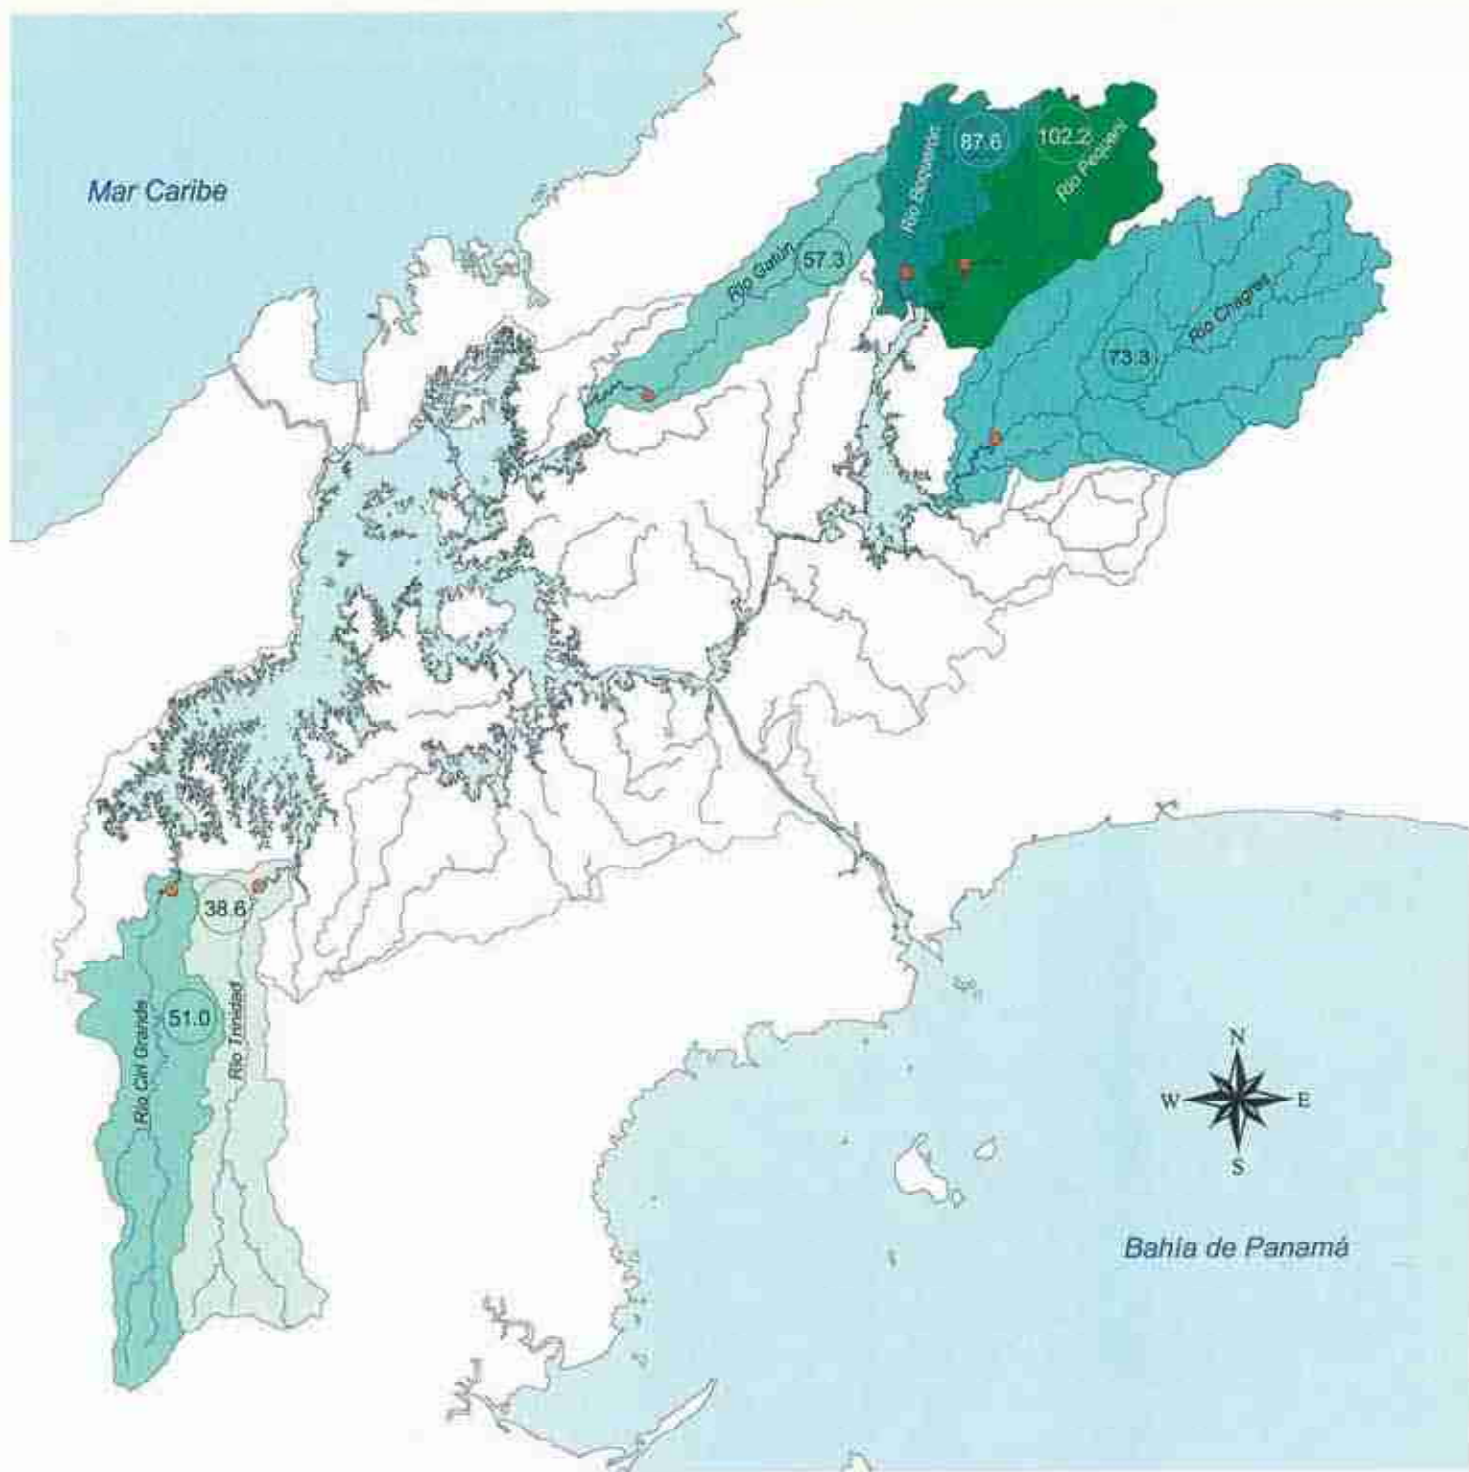 Mar Caribe
Río Boquerón
87.6
102.2
Río Pequení
Río Gatún
57.3
Río Chagres
73.3
38.6
Río Ciri Grande
51.0
Río Trinidad
N
W
E
S
Bahía de Panamá